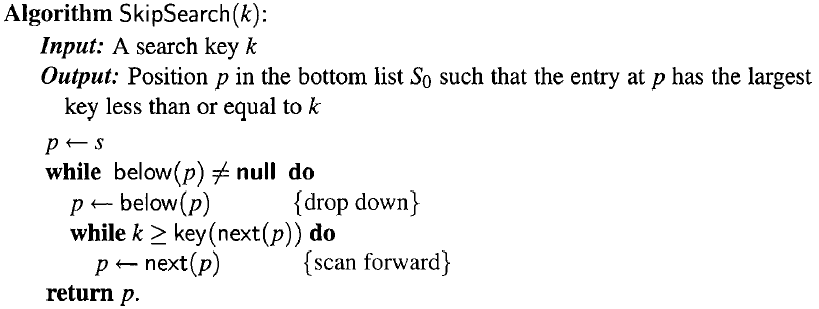 Algorithm SkipSearch(k):
Input: A search key k
Output: Position p in the bottom list S₀ such that the entry at p has the largest
key less than or equal to k
p ← s
while below(p) ≠ null do
p ← below(p) {drop down}
while k ≥ key(next(p)) do
p ← next(p) {scan forward}
return p.